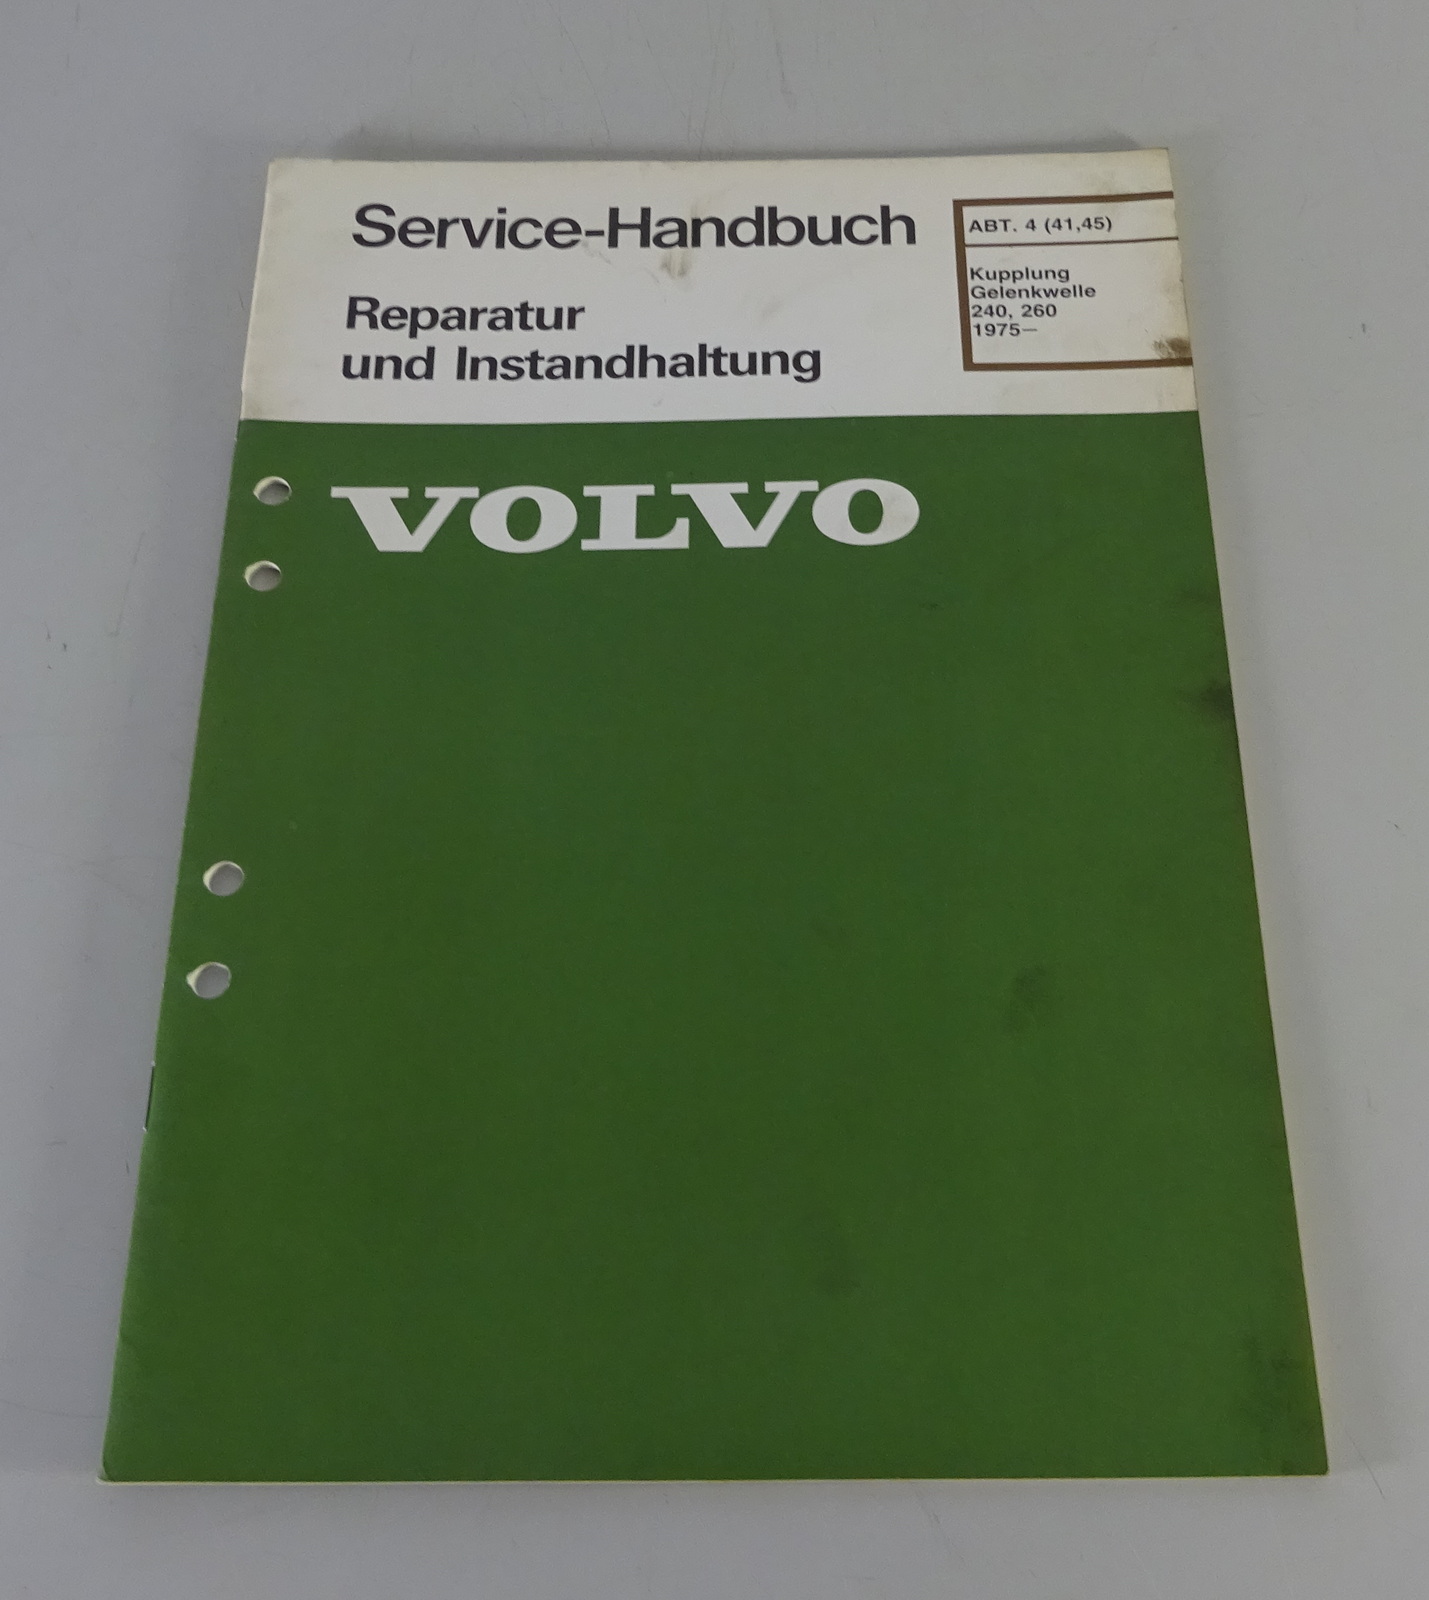 Service-Handbuch
Reparatur
und Instandhaltung
ABT. 4 (41,45)
Kupplung
Gelenkwelle
240, 260
1975—
VOLVO